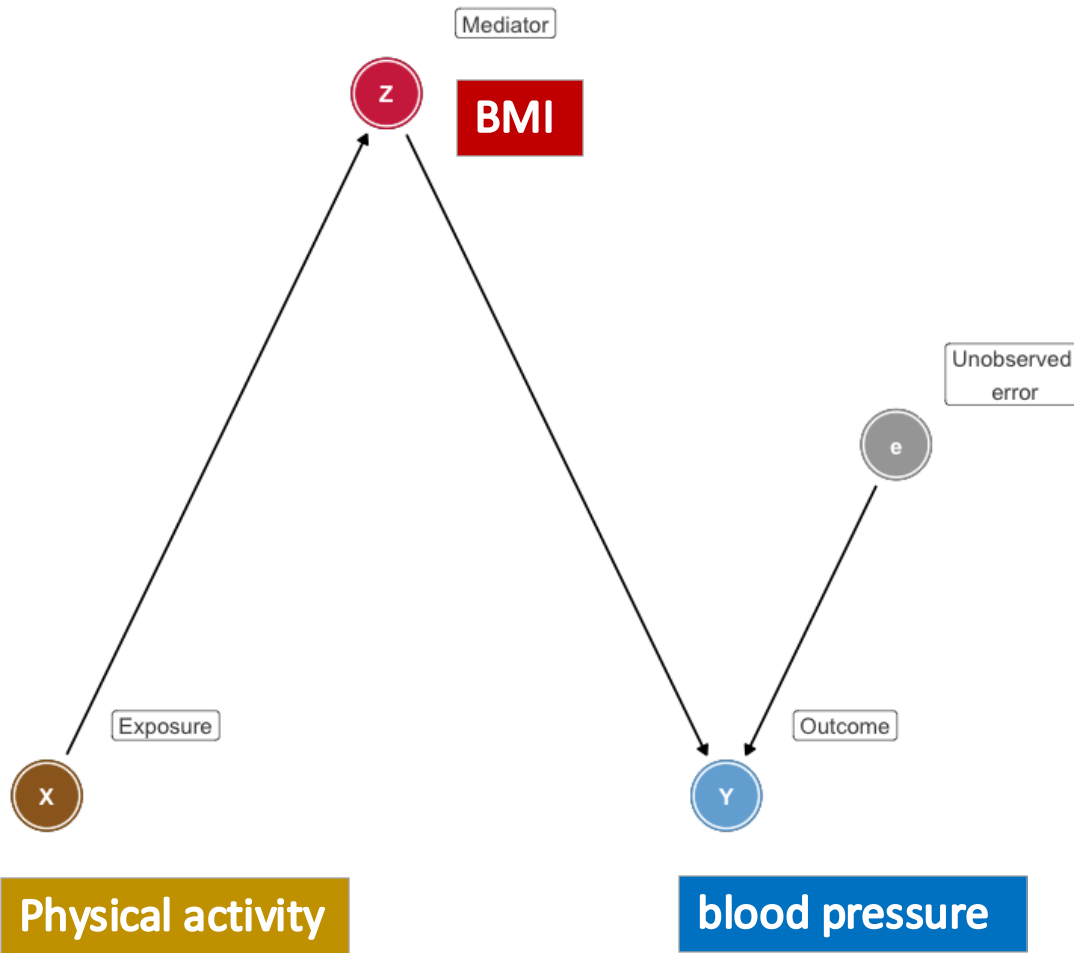 Mediator
Z
BMI
Unobserved
error
e
Exposure
Outcome
X
Y
Physical activity
blood pressure